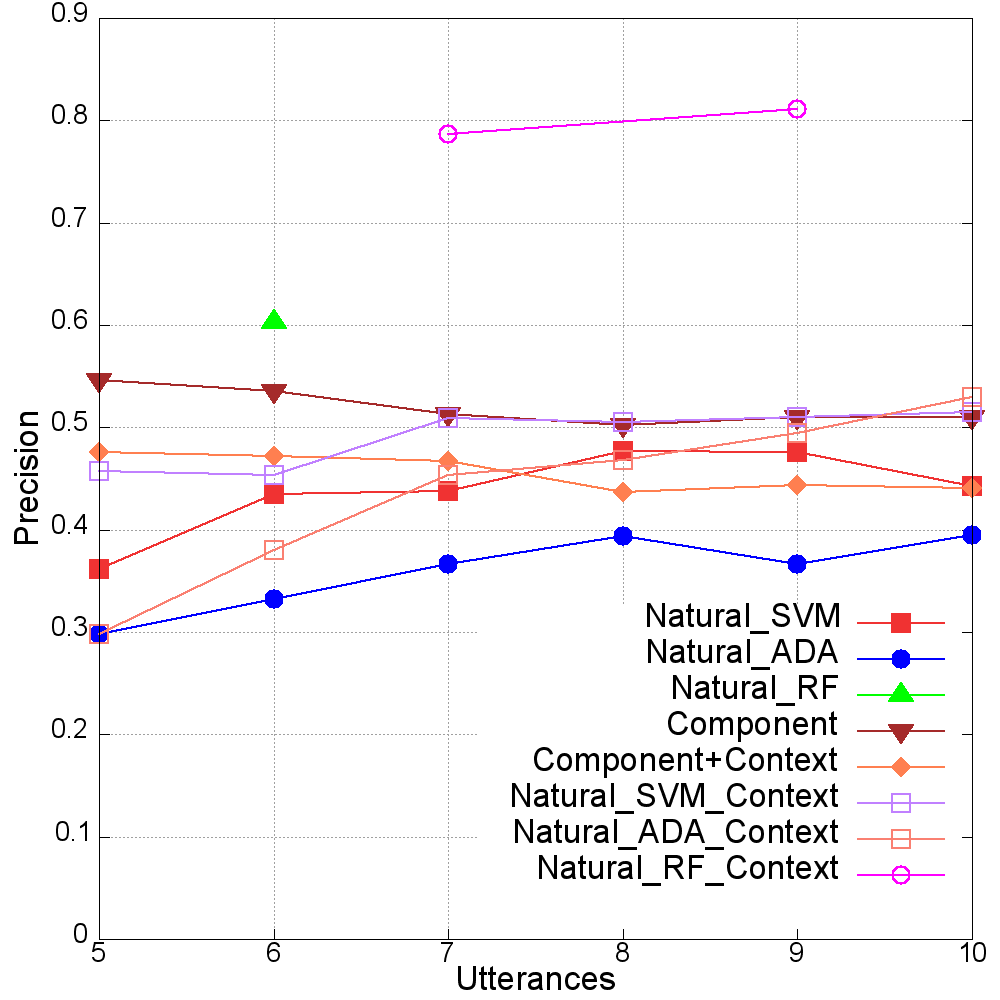 0.9
0.8
0.7
0.6
0.5
0.4
0.3
0.2
0.1
0
Precision
5 6 7 8 9 10
Utterances
Natural_SVM
Natural_ADA
Natural_RF
Component
Component+Context
Natural_SVM_Context
Natural_ADA_Context
Natural_RF_Context